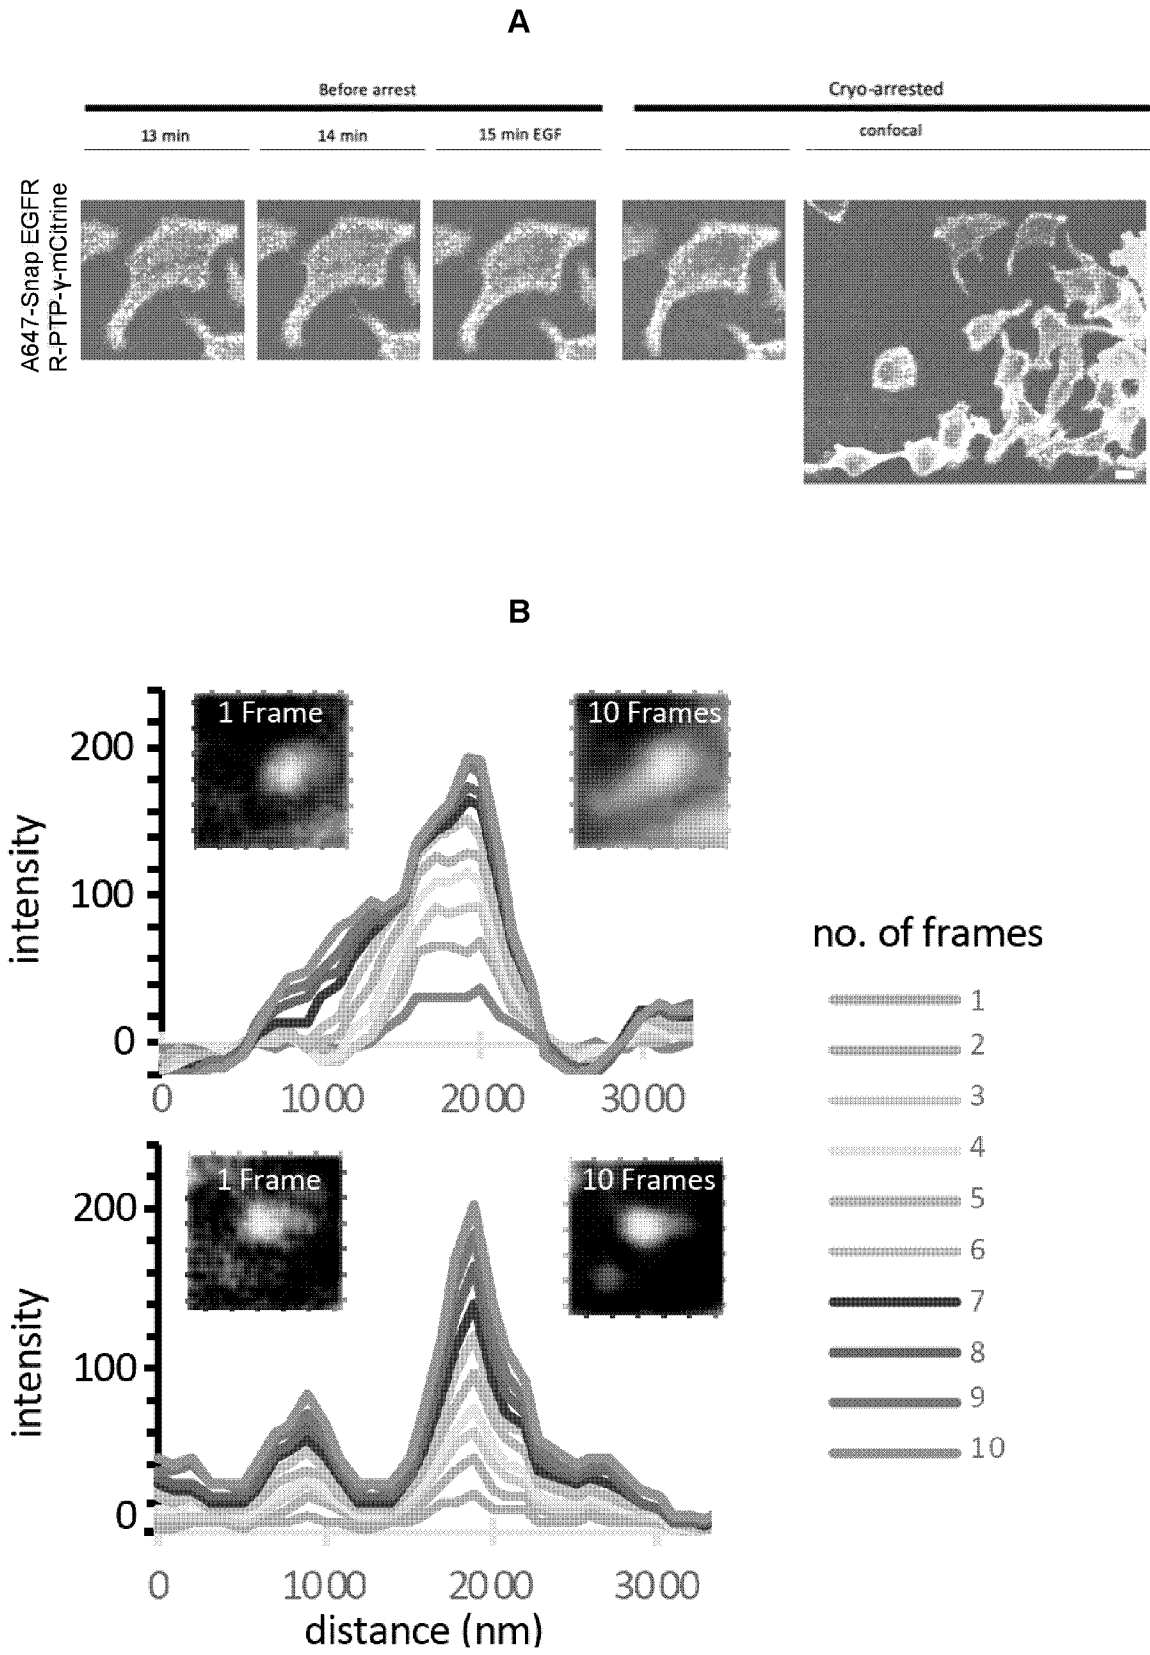 A
Before arrest
Cryo-arrested
13 min
14 min
15 min EGF
confocal
A647-Snap EGFR
R-PTP-γ-mCitrine
B
1 Frame
10 Frames
200
100
0
intensity
0
1000
2000
3000
no. of frames
1
2
3
4
5
6
7
8
9
10
1 Frame
10 Frames
200
100
0
intensity
0
1000
2000
3000
distance (nm)